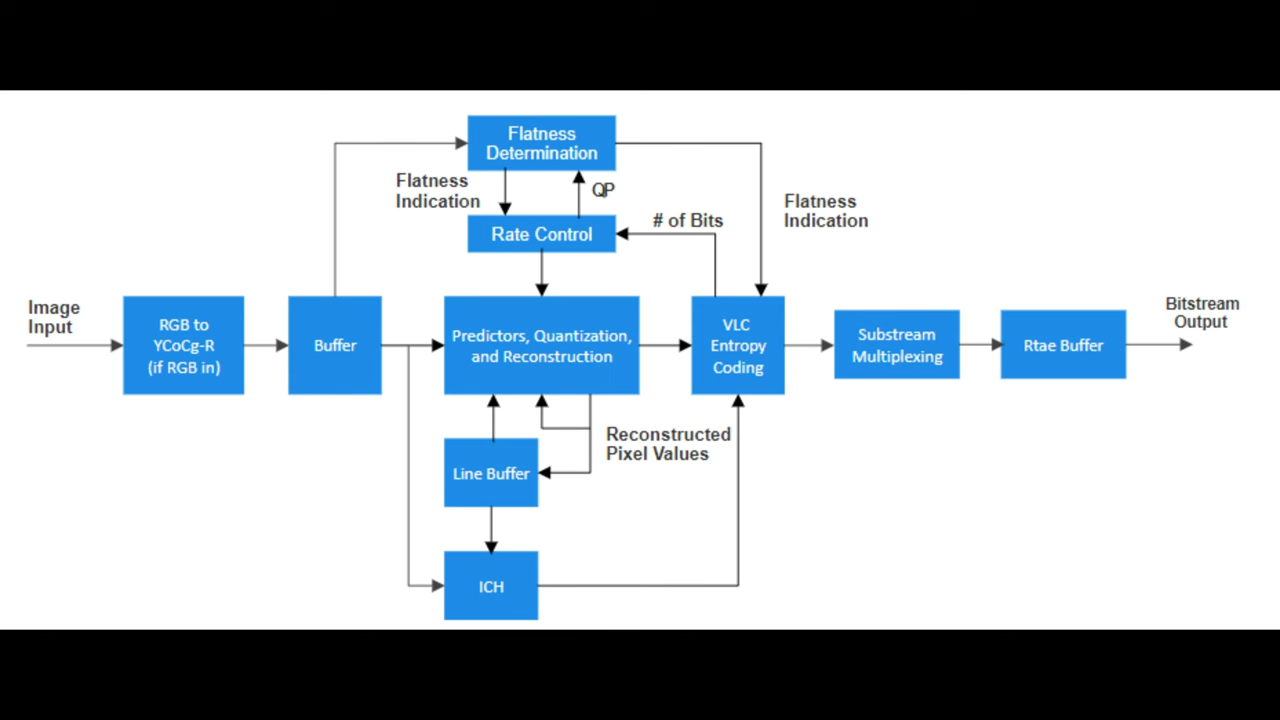 Flatness
Determination
Flatness
Indication
QP
Rate Control
# of Bits
Flatness
Indication
Image
Input
RGB to
YCoCg-R
(if RGB in)
Buffer
Predictors, Quantization,
and Reconstruction
VLC
Entropy
Coding
Substream
Multiplexing
Rtae Buffer
Bitstream
Output
Reconstructed
Pixel Values
Line Buffer
ICH